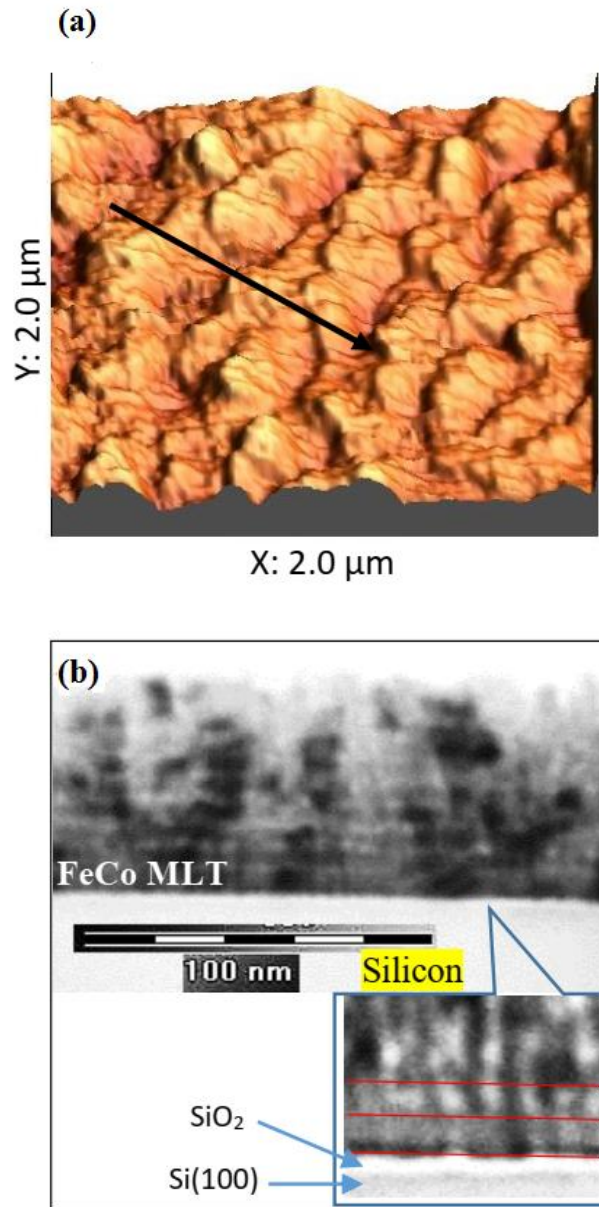 (a)
Y: 2.0 µm
X: 2.0 µm
(b)
FeCo MLT
100 nm
Silicon
SiO₂
Si(100)